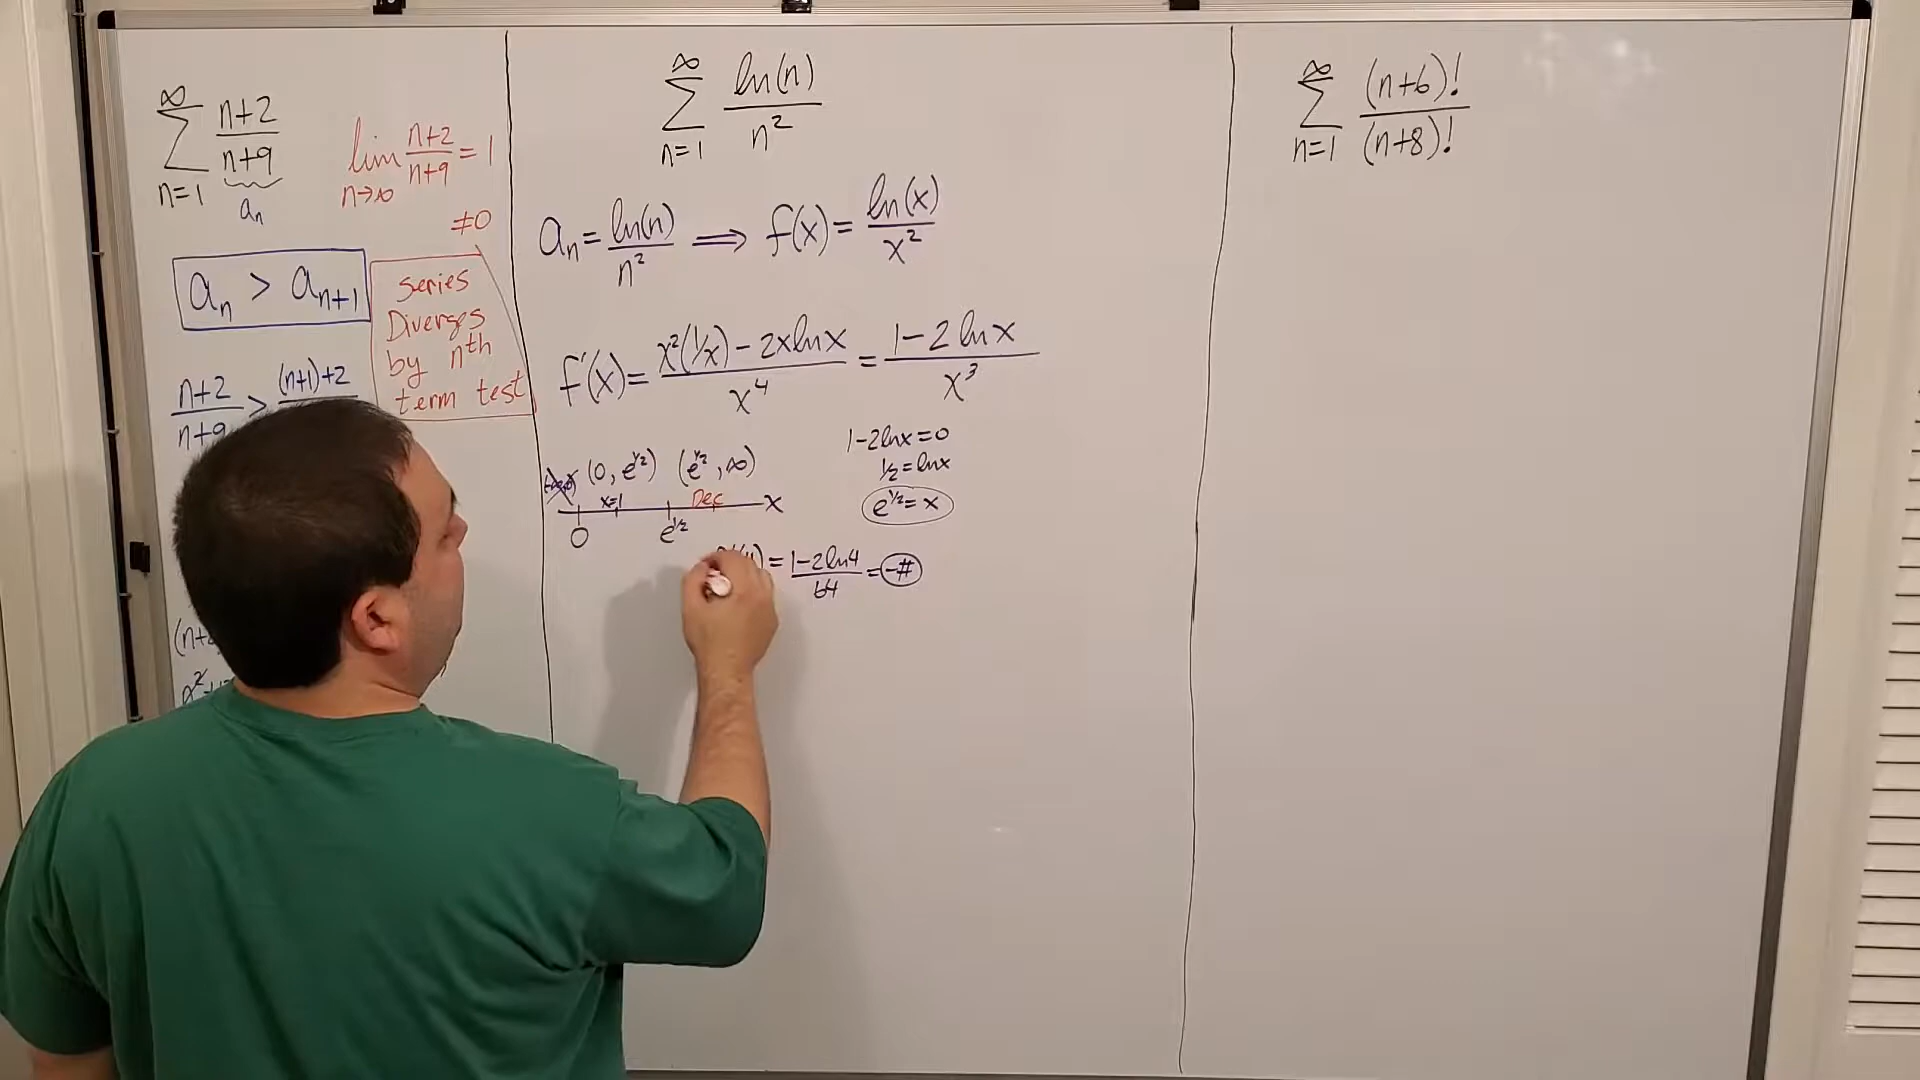 ∞
∑ n+2/n+9
n=1
aₙ
lim n→∞ n+2/n+9 = 1
≠0
aₙ > aₙ₊₁
Series
Diverges
by nᵗʰ
term test
n+2/n+9 > (n+1)+2
∞
∑ ln(n)/n²
n=1
aₙ = ln(n)/n² ⟹ f(x) = ln(x)/x²
f'(x) = x²(1/x) − 2x lnx / x⁴ = 1 − 2 ln x / x³
(0, e^½) (e^½, ∞)
x=1 Dec x
0 e^½
1−2lnx=0
½=lnx
e^½ = x
= 1−2ln4/64 = −#
∞
∑ (n+6)!/(n+8)!
n=1